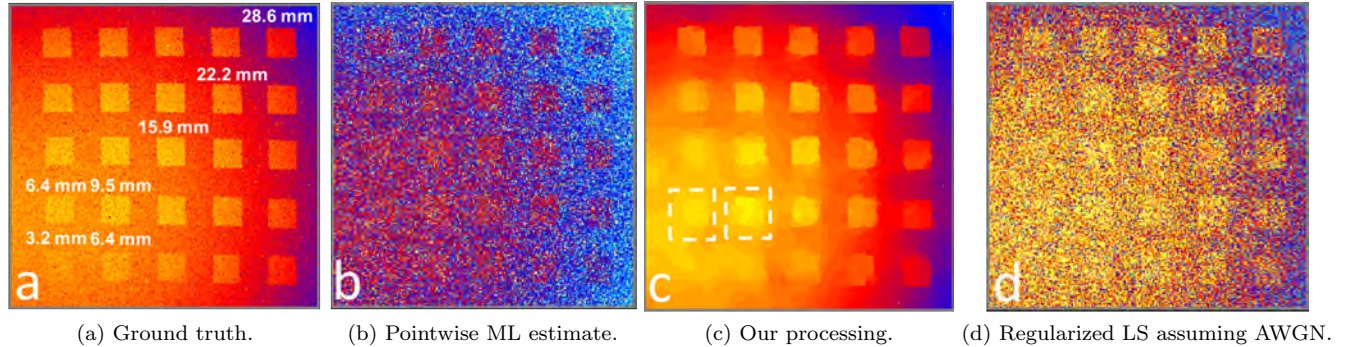 28.6 mm
22.2 mm
15.9 mm
6.4 mm 9.5 mm
3.2 mm 6.4 mm
a
b
c
d
(a) Ground truth.
(b) Pointwise ML estimate.
(c) Our processing.
(d) Regularized LS assuming AWGN.